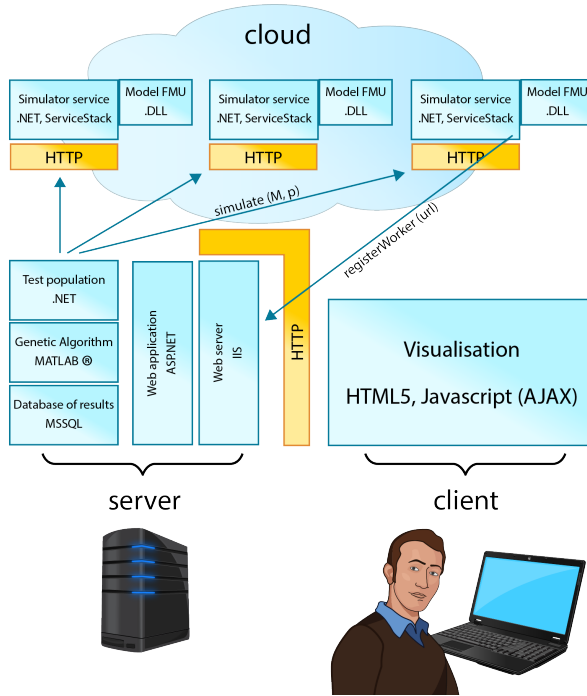 cloud
Simulator service
.NET, ServiceStack
Model FMU
.DLL
HTTP
Simulator service
.NET, ServiceStack
Model FMU
.DLL
HTTP
Simulator service
.NET, ServiceStack
Model FMU
.DLL
HTTP
simulate (M, p)
registerWorker (url)
Test population
.NET
Genetic Algorithm
MATLAB ®
Database of results
MSSQL
Web application
ASP.NET
Web server
IIS
HTTP
Visualisation
HTML5, Javascript (AJAX)
server
client